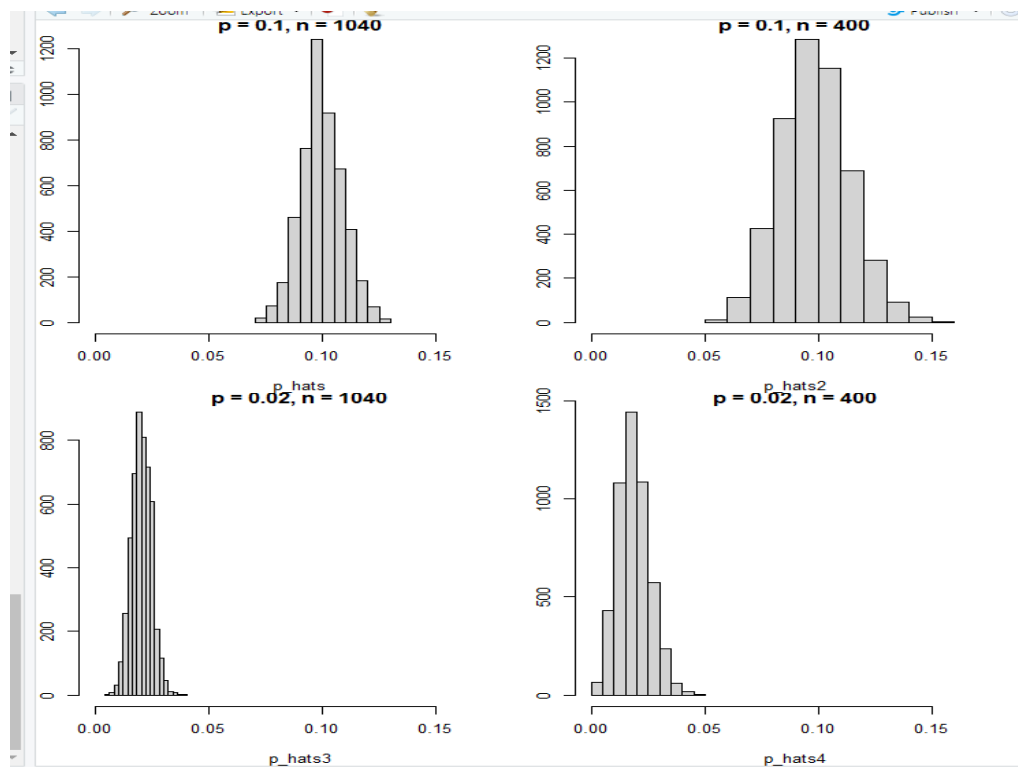 Zoom Export Publish
p = 0.1, n = 1040
1200
1000
800
600
400
200
0
0.00 0.05 0.10 0.15
p_hats
p = 0.1, n = 400
1200
1000
800
600
400
200
0
0.00 0.05 0.10 0.15
p_hats2
p = 0.02, n = 1040
800
600
400
200
0
0.00 0.05 0.10 0.15
p_hats3
p = 0.02, n = 400
1500
1000
500
0
0.00 0.05 0.10 0.15
p_hats4